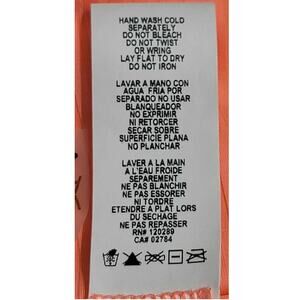 HAND WASH COLD
SEPARATELY
DO NOT BLEACH
DO NOT TWIST
OR WRING
LAY FLAT TO DRY
DO NOT IRON
LAVAR A MANO CON
AGUA FRIA POR
SEPARADO NO USAR
BLANQUEADOR
NO EXPRIMIR
NI RETORCER
SECAR SOBRE
SUPERFICIE PLANA
NO PLANCHAR
LAVER A LA MAIN
A L'EAU FROIDE
SEPAREMENT
NE PAS BLANCHIR
NE PAS ESSORER
NI TORDRE
ETENDRE A PLAT LORS
DU SECHAGE
NE PAS REPASSER
RN# 120289
CA# 02784